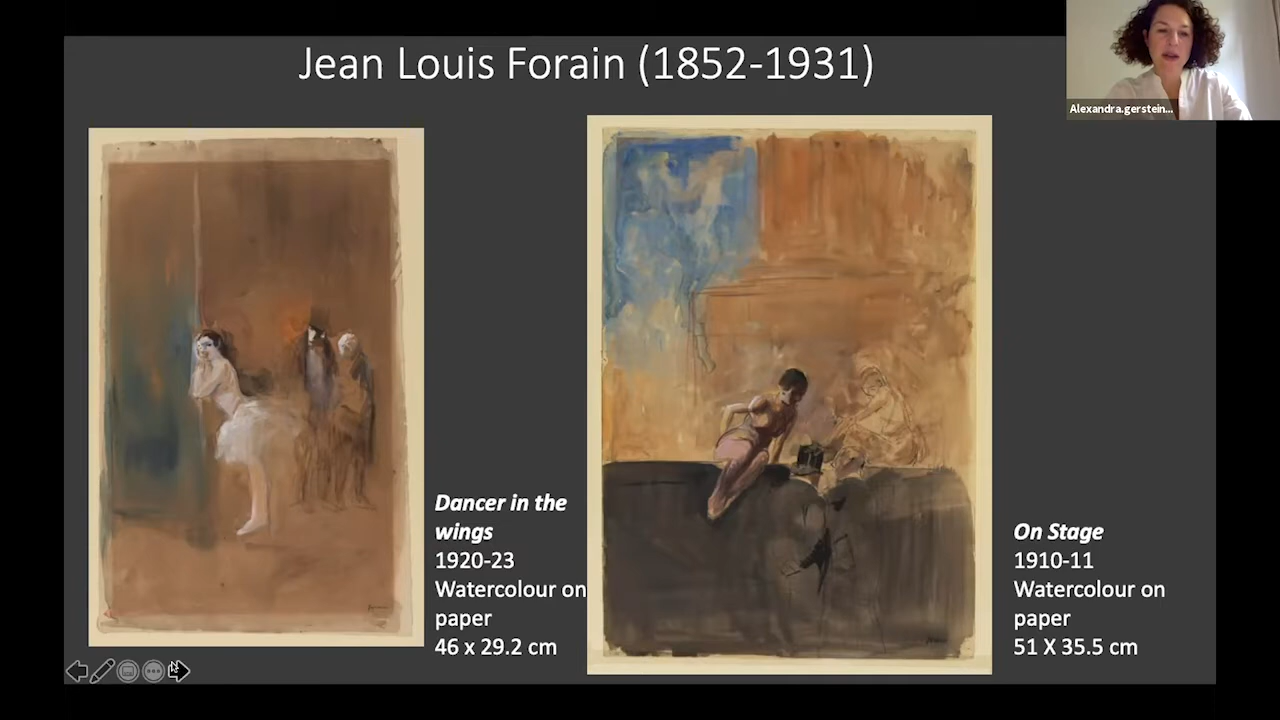 Jean Louis Forain (1852-1931)
Alexandra.gerstein...
Dancer in the
wings
1920-23
Watercolour on
paper
46 x 29.2 cm
On Stage
1910-11
Watercolour on
paper
51 X 35.5 cm